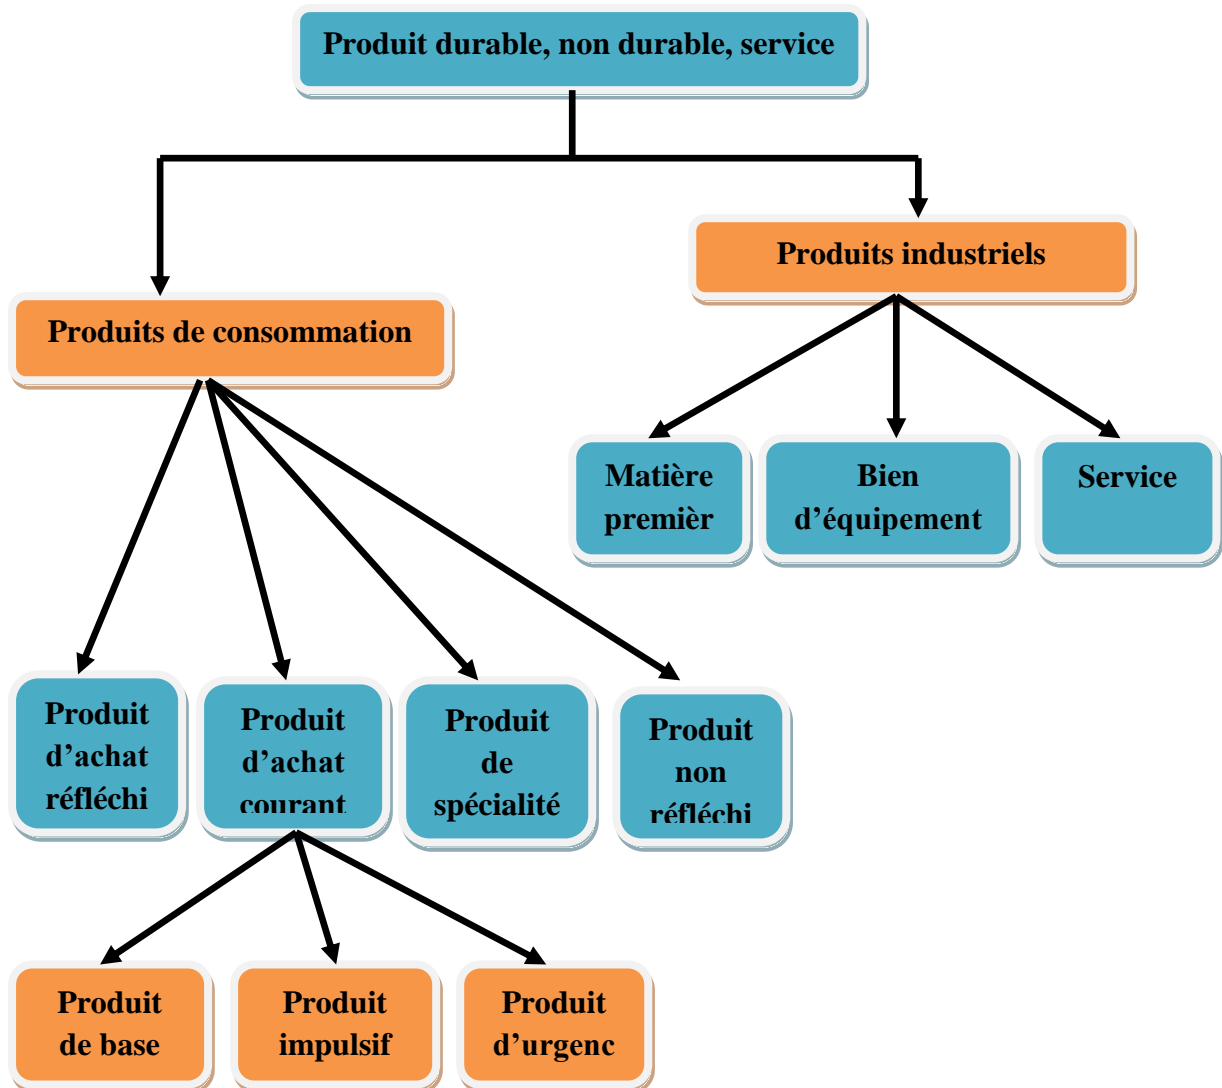 Produit durable, non durable, service
Produits industriels
Produits de consommation
Matière
premièr
Bien
d’équipement
Service
Produit
d’achat
réfléchi
Produit
d’achat
courant
Produit
de
spécialité
Produit
non
réfléchi
Produit
de base
Produit
impulsif
Produit
d’urgenc